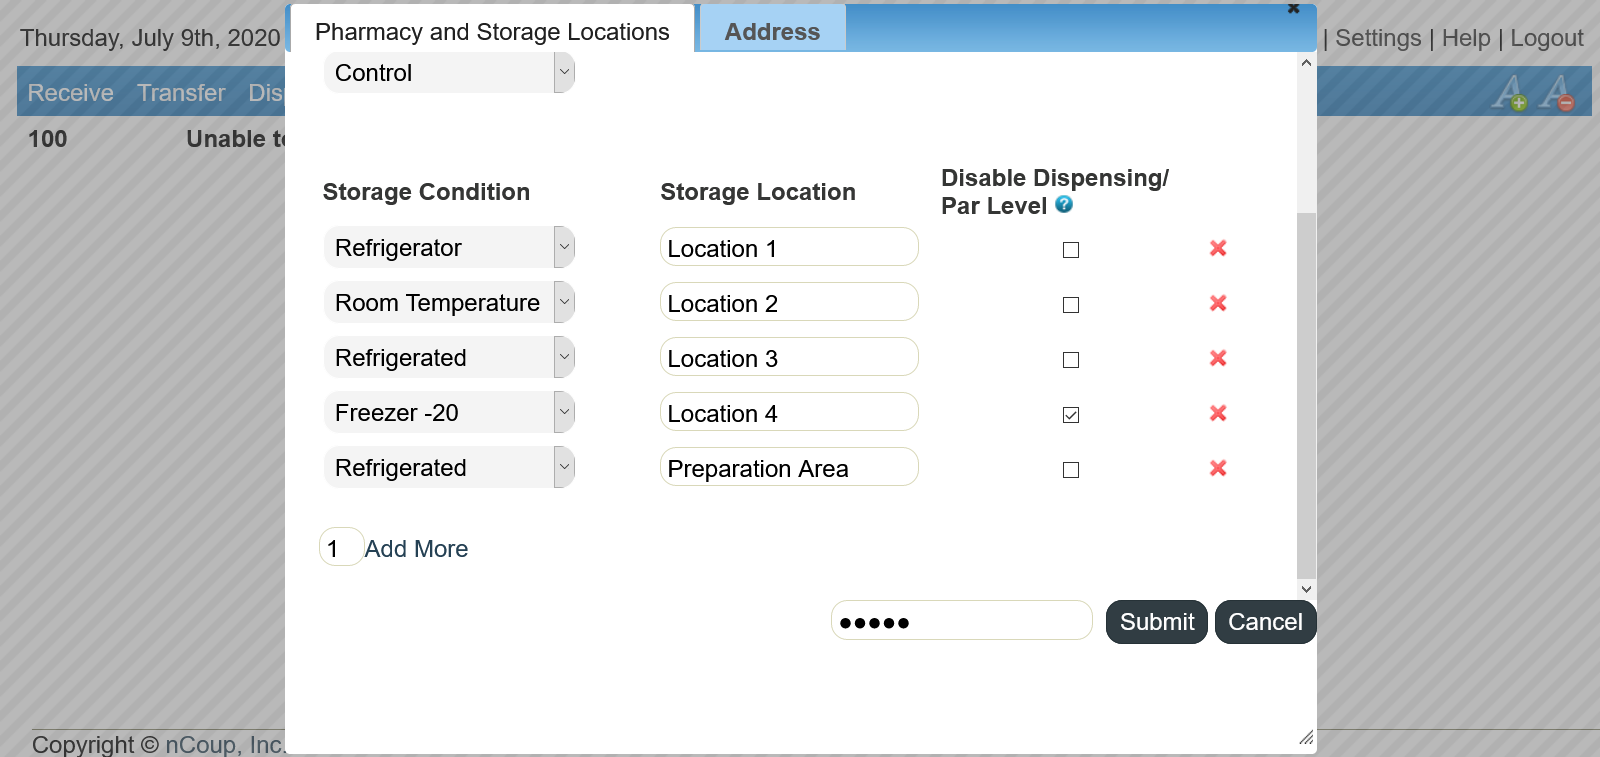 Thursday, July 9th, 2020
Pharmacy and Storage Locations
Address
| Settings | Help | Logout
Receive Transfer
Control
100 Unable
Storage Condition Storage Location Disable Dispensing/
Par Level ?
Refrigerator Location 1
Room Temperature Location 2
Refrigerated Location 3
Freezer -20 Location 4
Refrigerated Preparation Area
1 Add More
●●●●● Submit Cancel
Copyright © nCoup, Inc.